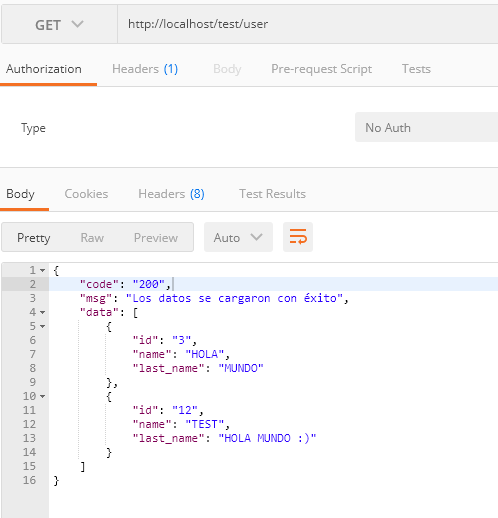 GET http://localhost/test/user
Authorization Headers (1) Body Pre-request Script Tests
Type No Auth
Body Cookies Headers (8) Test Results
Pretty Raw Preview Auto
1 {
2 "code": "200",
3 "msg": "Los datos se cargaron con éxito",
4 "data": [
5 {
6 "id": "3",
7 "name": "HOLA",
8 "last_name": "MUNDO"
9 },
10 {
11 "id": "12",
12 "name": "TEST",
13 "last_name": "HOLA MUNDO :)"
14 }
15 ]
16 }